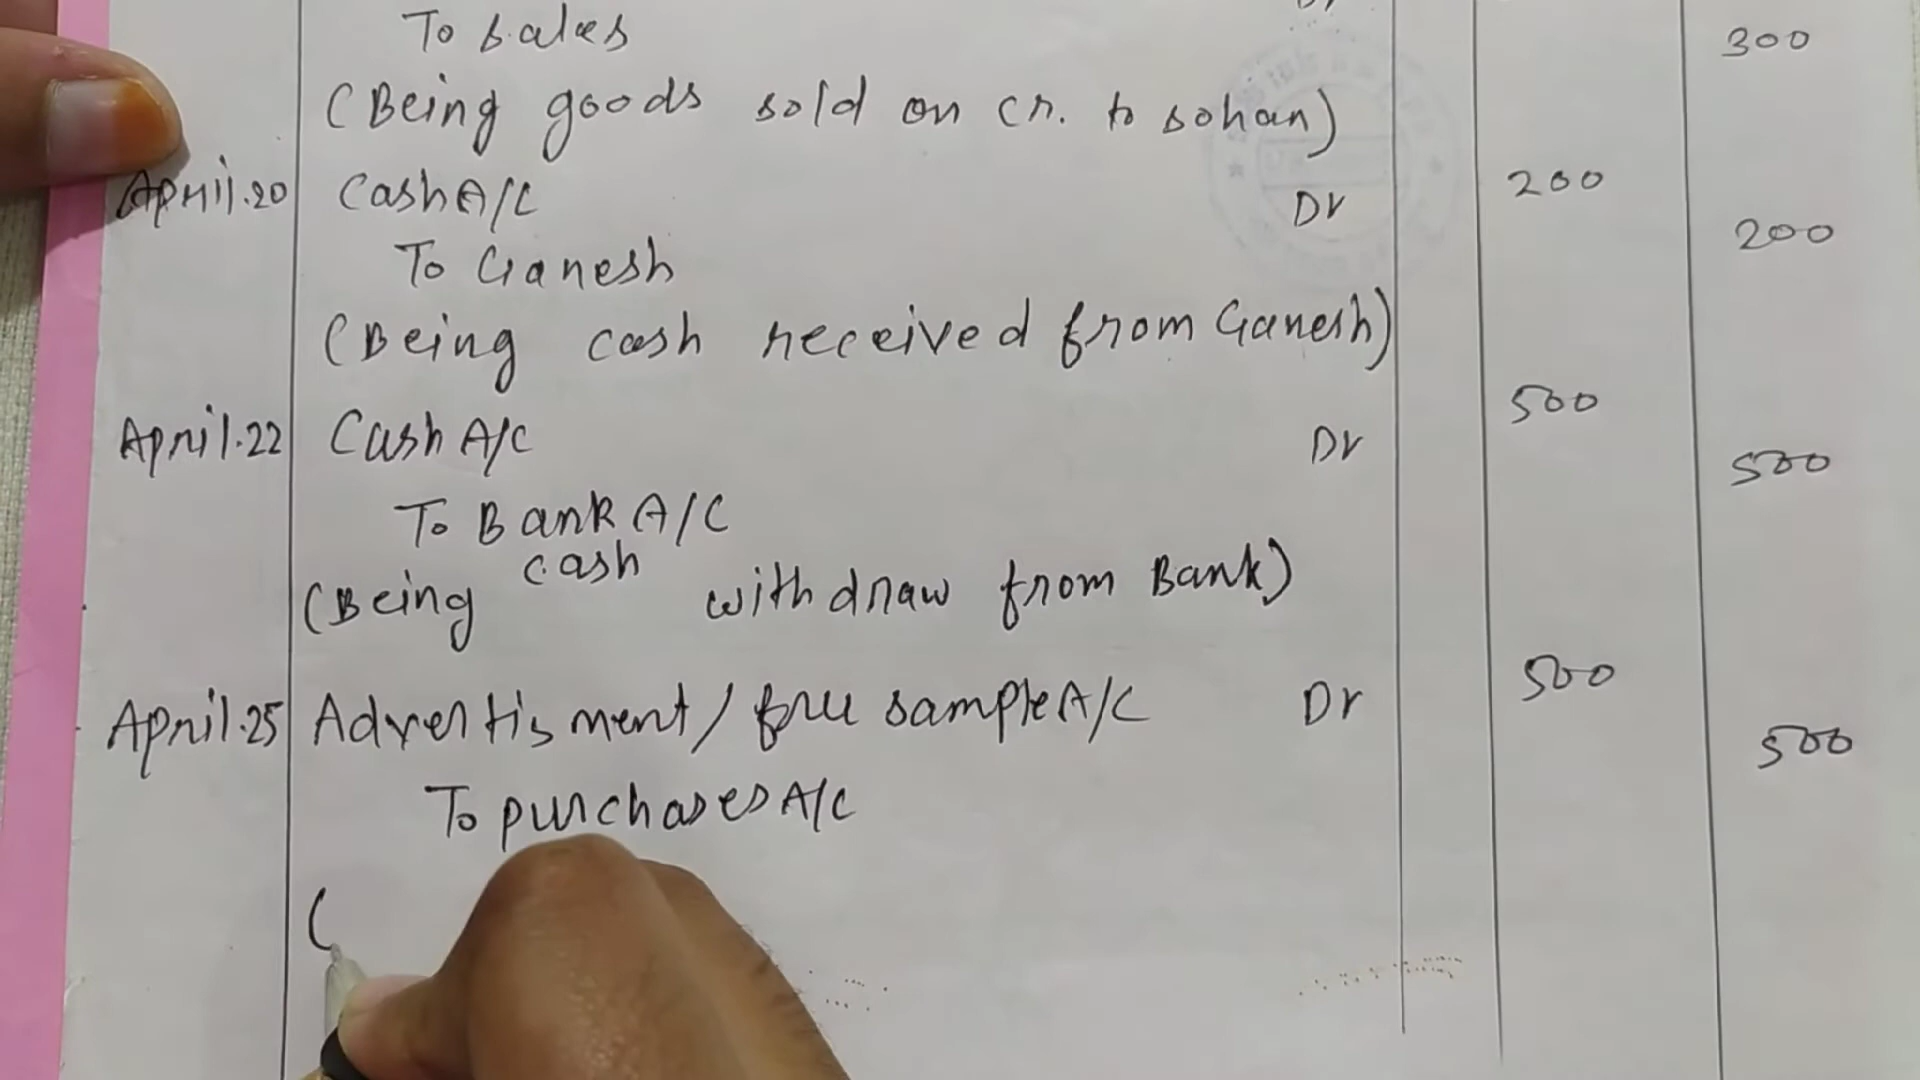 To sales 300
(Being goods sold on cr. to sohan)
April.20 Cash A/C Dr 200
To Ganesh 200
(Being cash received from Ganesh)
April.22 Cash A/C Dr 500
To Bank A/C 500
(Being cash withdraw from Bank)
April.25 Advertisment/free sample A/C Dr 500
To purchases A/C 500
(